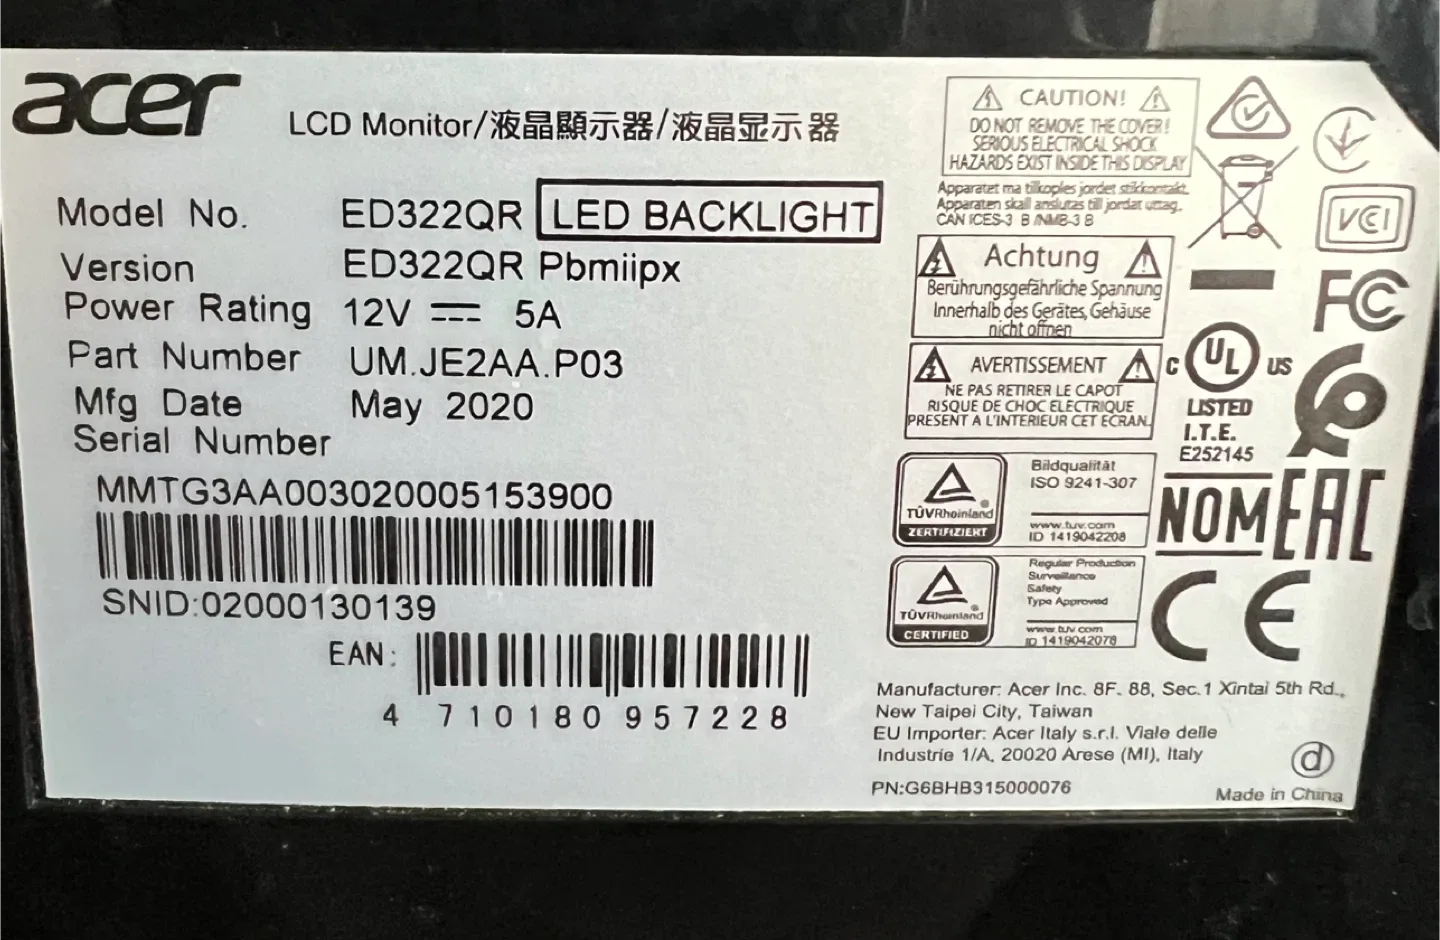 acer
LCD Monitor/液晶顯示器/液晶显示器
Model No. ED322QR LED BACKLIGHT
Version ED322QR Pbmiipx
Power Rating 12V 5A
Part Number UM.JE2AA.P03
Mfg Date May 2020
Serial Number
MMTG3AA003020005153900
SNID:02000130139
EAN:
4 710180 957228
CAUTION!
DO NOT REMOVE THE COVER!
SERIOUS ELECTRICAL SHOCK
HAZARDS EXIST INSIDE THIS DISPLAY
Apparatet må tilkoples jordet stikkontakt.
Apparaten skall anslutas till jordat uttag.
CAN ICES-3 B /NMB-3 B
Achtung
Berührungsgefährliche Spannung
Innerhalb des Gerätes, Gehäuse
nicht öffnen
AVERTISSEMENT
NE PAS RETIRER LE CAPOT
RISQUE DE CHOC ELECTRIQUE
PRESENT A L'INTERIEUR CET ECRAN.
TÜVRheinland
ZERTIFIZIERT
Bildqualität
ISO 9241-307
www.tuv.com
ID 1419042208
TÜVRheinland
CERTIFIED
Regular Production
Surveillance
Safety
Type Approved
www.tuv.com
ID 1419042078
VCCI
FC
C UL US
LISTED
I.T.E.
E252145
NOM
EAC
CE
Manufacturer: Acer Inc. 8F. 88, Sec.1 Xintai 5th Rd.,
New Taipei City, Taiwan
EU Importer: Acer Italy s.r.l. Viale delle
Industrie 1/A, 20020 Arese (MI), Italy
PN:G6BHB315000076
d
Made in China